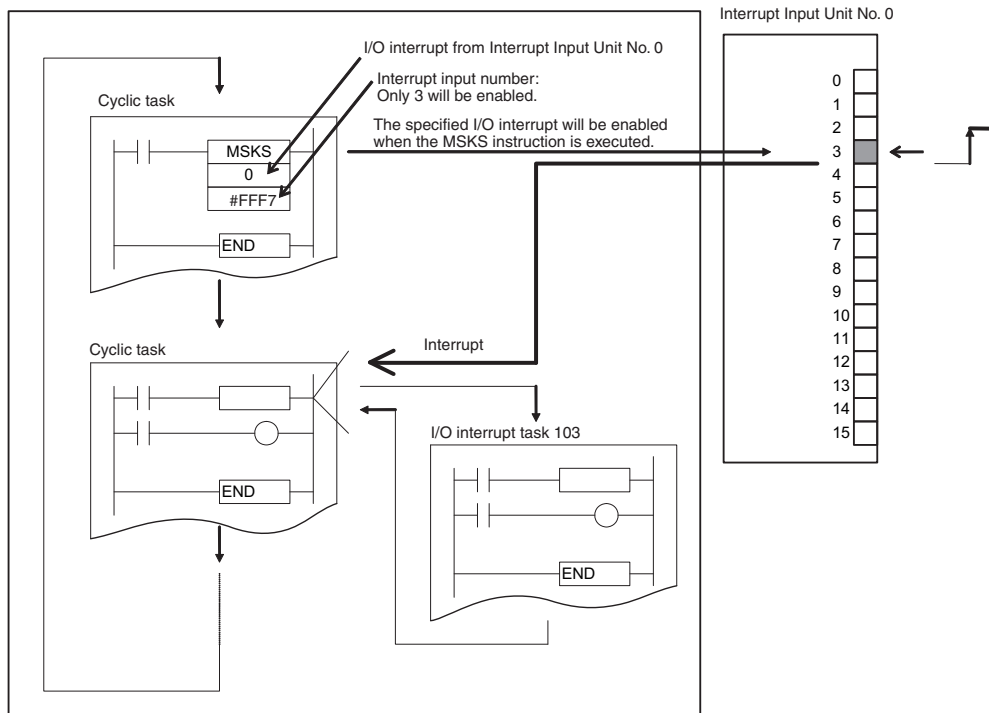 Interrupt Input Unit No. 0
I/O interrupt from Interrupt Input Unit No. 0
Interrupt input number:
Only 3 will be enabled.
The specified I/O interrupt will be enabled
when the MSKS instruction is executed.
Cyclic task
MSKS
0
#FFF7
END
Cyclic task
END
Interrupt
I/O interrupt task 103
END
0
1
2
3
4
5
6
7
8
9
10
11
12
13
14
15